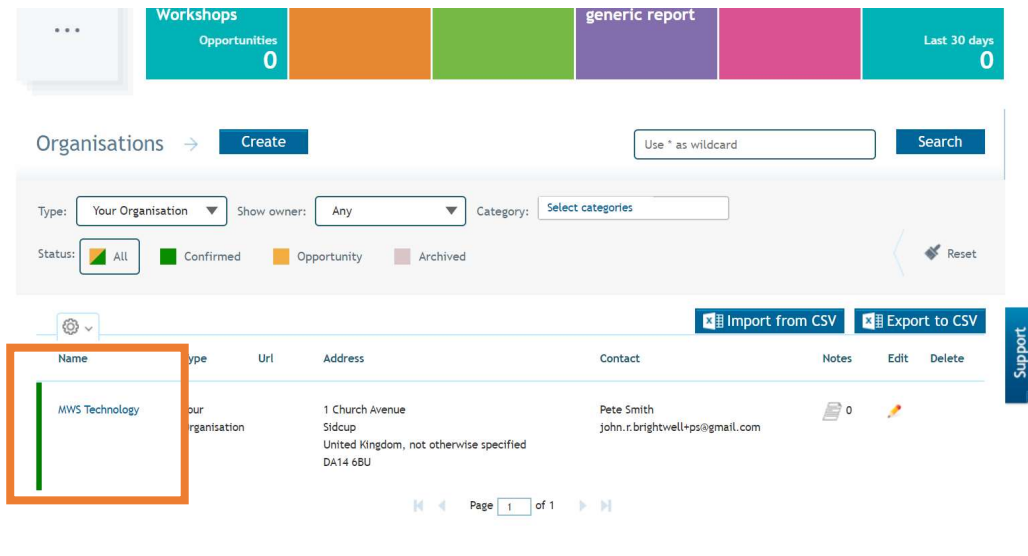 ...
Workshops
Opportunities
0
generic report
Last 30 days
0
Organisations → Create
Use * as wildcard
Search
Type: Your Organisation Show owner: Any Category: Select categories
Status: All Confirmed Opportunity Archived
Reset
Import from CSV Export to CSV
Support
Name ype Url Address Contact Notes Edit Delete
MWS Technology our 1 Church Avenue Pete Smith 0
rganisation Sidcup john.r.brightwell+ps@gmail.com
United Kingdom, not otherwise specified
DA14 6BU
Page 1 of 1